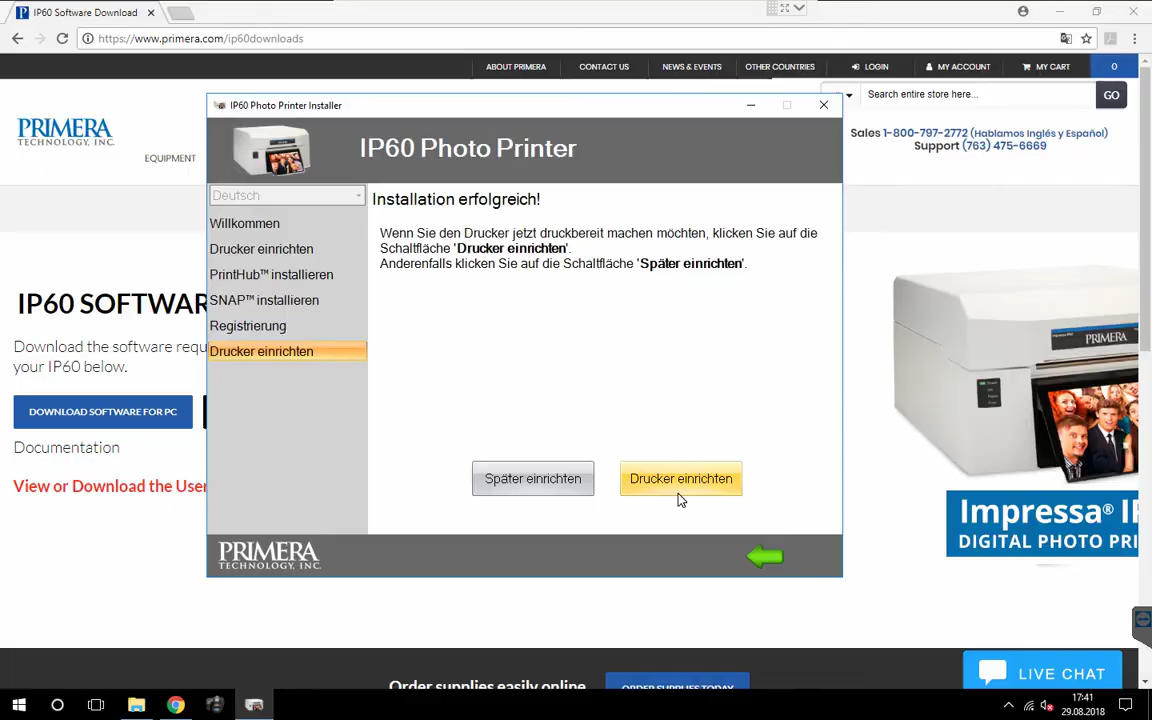 IP60 Software Download
https://www.primera.com/ip60downloads
ABOUT PRIMERA
CONTACT US
NEWS & EVENTS
OTHER COUNTRIES
LOGIN
MY ACCOUNT
MY CART
0
Search entire store here...
GO
PRIMERA
TECHNOLOGY, INC.
EQUIPMENT
Sales 1-800-797-2772 (Hablamos Inglés y Español)
Support (763) 475-6669
IP60 Photo Printer Installer
IP60 Photo Printer
Deutsch
Willkommen
Drucker einrichten
PrintHub™ installieren
SNAP™ installieren
Registrierung
Drucker einrichten
Installation erfolgreich!
Wenn Sie den Drucker jetzt druckbereit machen möchten, klicken Sie auf die
Schaltfläche 'Drucker einrichten'.
Anderenfalls klicken Sie auf die Schaltfläche 'Später einrichten'.
Später einrichten
Drucker einrichten
PRIMERA
TECHNOLOGY, INC.
IP60 SOFTWAR
Download the software requ
your IP60 below.
DOWNLOAD SOFTWARE FOR PC
Documentation
View or Download the User
PRIMERA
Impressa® I
DIGITAL PHOTO PRI
Order supplies easily online
ORDER SUPPLIES TODAY
LIVE CHAT
17:41
29.08.2018